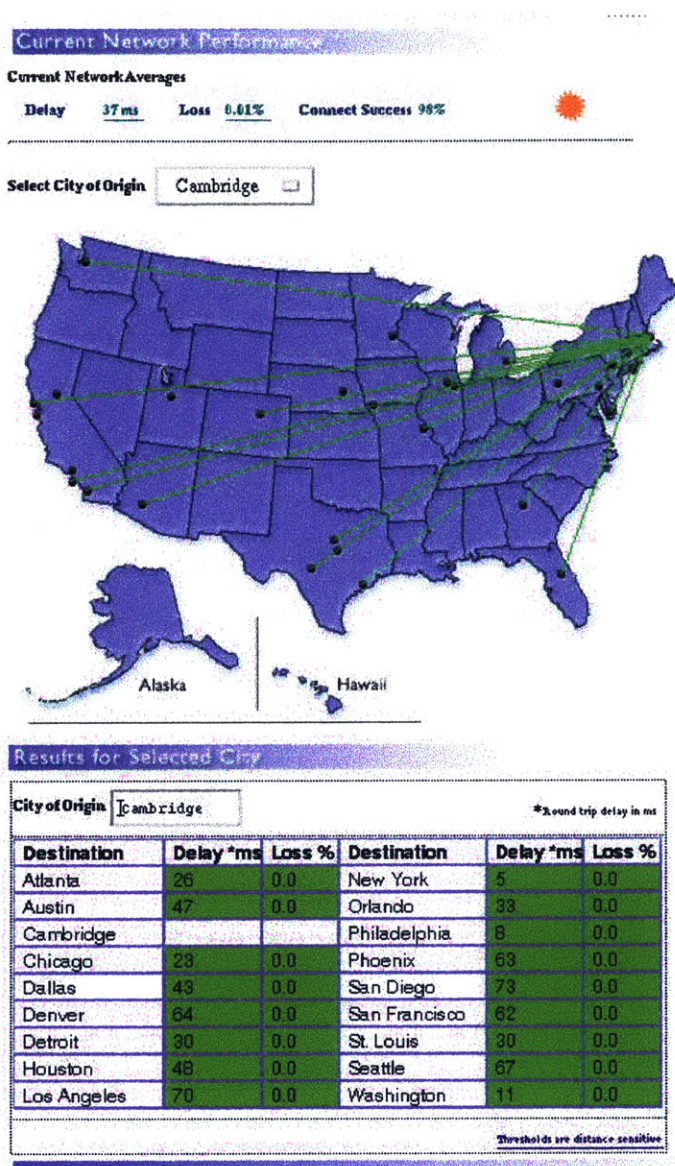 Current Network Performance
Current Network Averages
Delay 37 ms Loss 0.01% Connect Success 98%
Select City of Origin Cambridge
Alaska Hawaii
Results for Selected City
City of Origin Cambridge *Round trip delay in ms
Destination Delay *ms Loss % Destination Delay *ms Loss %
Atlanta 26 0.0 New York 5 0.0
Austin 47 0.0 Orlando 33 0.0
Cambridge Philadelphia 8 0.0
Chicago 23 0.0 Phoenix 63 0.0
Dallas 43 0.0 San Diego 73 0.0
Denver 64 0.0 San Francisco 62 0.0
Detroit 30 0.0 St. Louis 30 0.0
Houston 48 0.0 Seattle 67 0.0
Los Angeles 70 0.0 Washington 11 0.0
Thresholds are distance sensitive